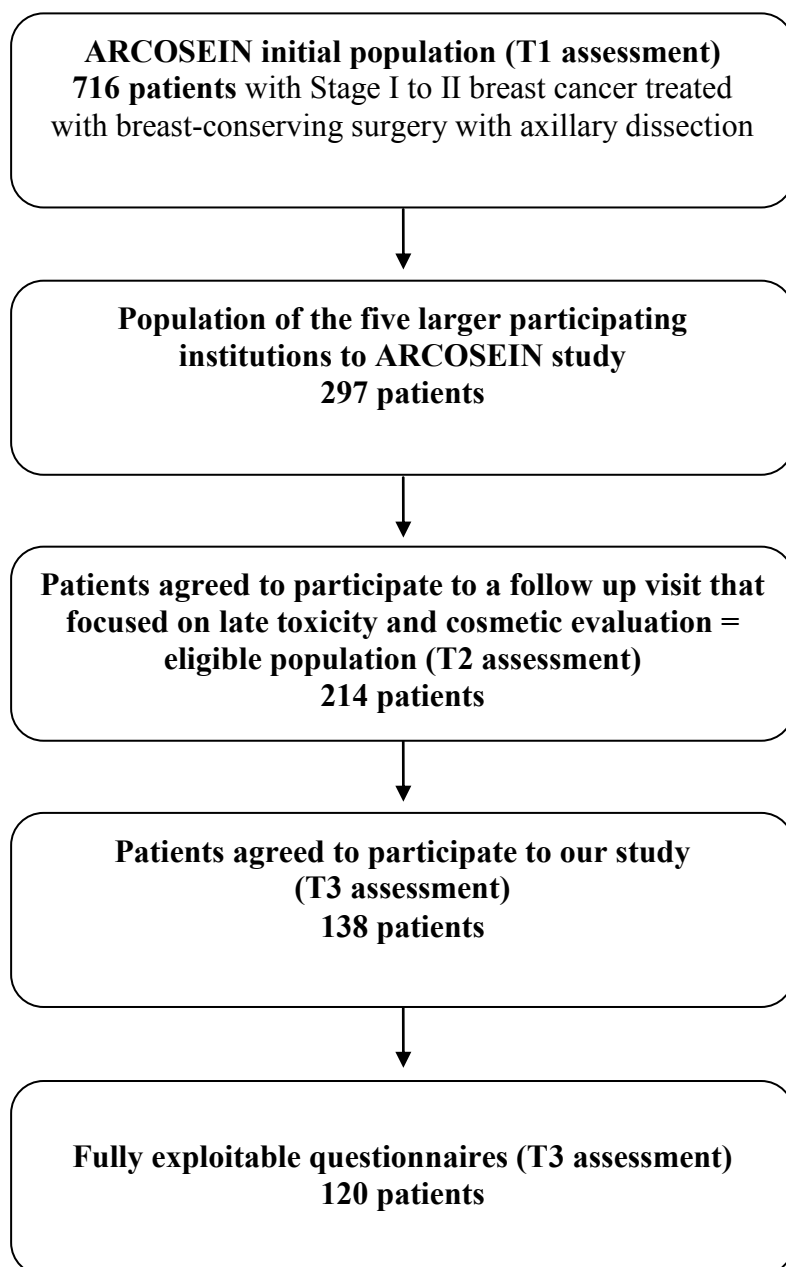 ARCOSEIN initial population (T1 assessment)
716 patients with Stage I to II breast cancer treated
with breast-conserving surgery with axillary dissection
Population of the five larger participating
institutions to ARCOSEIN study
297 patients
Patients agreed to participate to a follow up visit that
focused on late toxicity and cosmetic evaluation =
eligible population (T2 assessment)
214 patients
Patients agreed to participate to our study
(T3 assessment)
138 patients
Fully exploitable questionnaires (T3 assessment)
120 patients